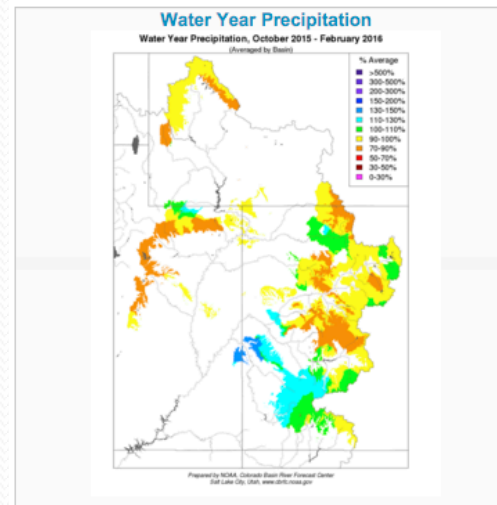 Water Year Precipitation
Water Year Precipitation, October 2015 - February 2016
(Averaged by Basin)
% Average
>500%
300-500%
200-300%
150-200%
130-150%
110-130%
100-110%
90-100%
70-90%
50-70%
30-50%
0-30%
Prepared by NOAA, Colorado Basin River Forecast Center
Salt Lake City, Utah, www.cbrfc.noaa.gov